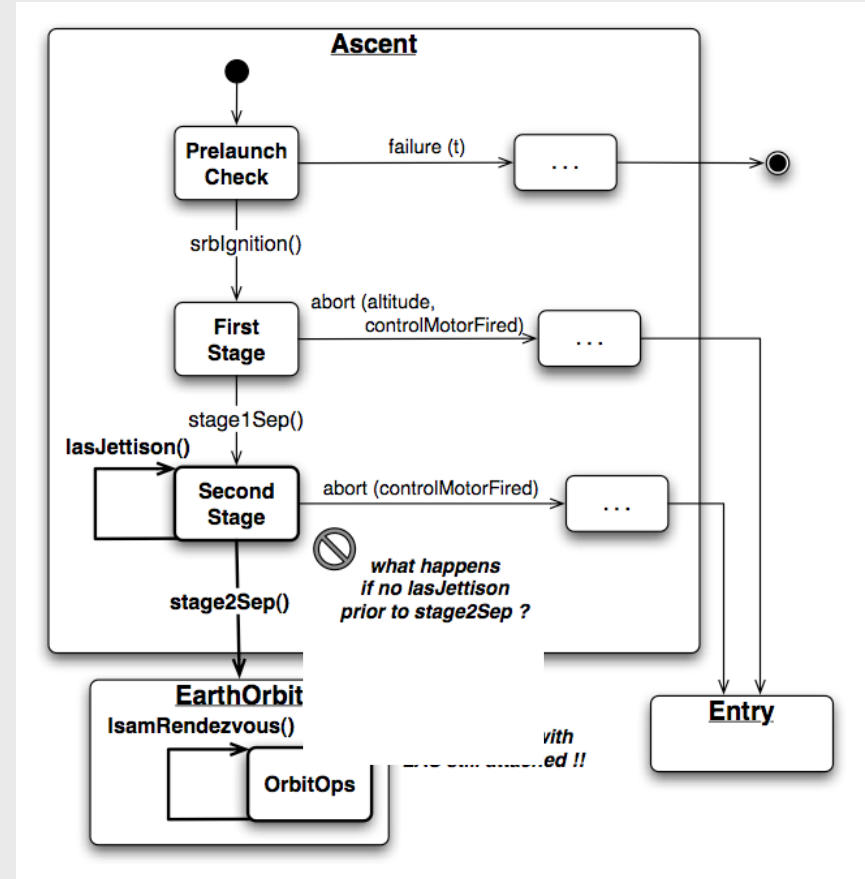 Ascent
Prelaunch
Check
failure (t)
. . .
srbIgnition()
abort (altitude,
controlMotorFired)
First
Stage
. . .
stage1Sep()
lasJettison()
Second
Stage
abort (controlMotorFired)
. . .
what happens
if no lasJettison
prior to stage2Sep ?
stage2Sep()
EarthOrbit
Entry
lsamRendezvous()
OrbitOps
!!